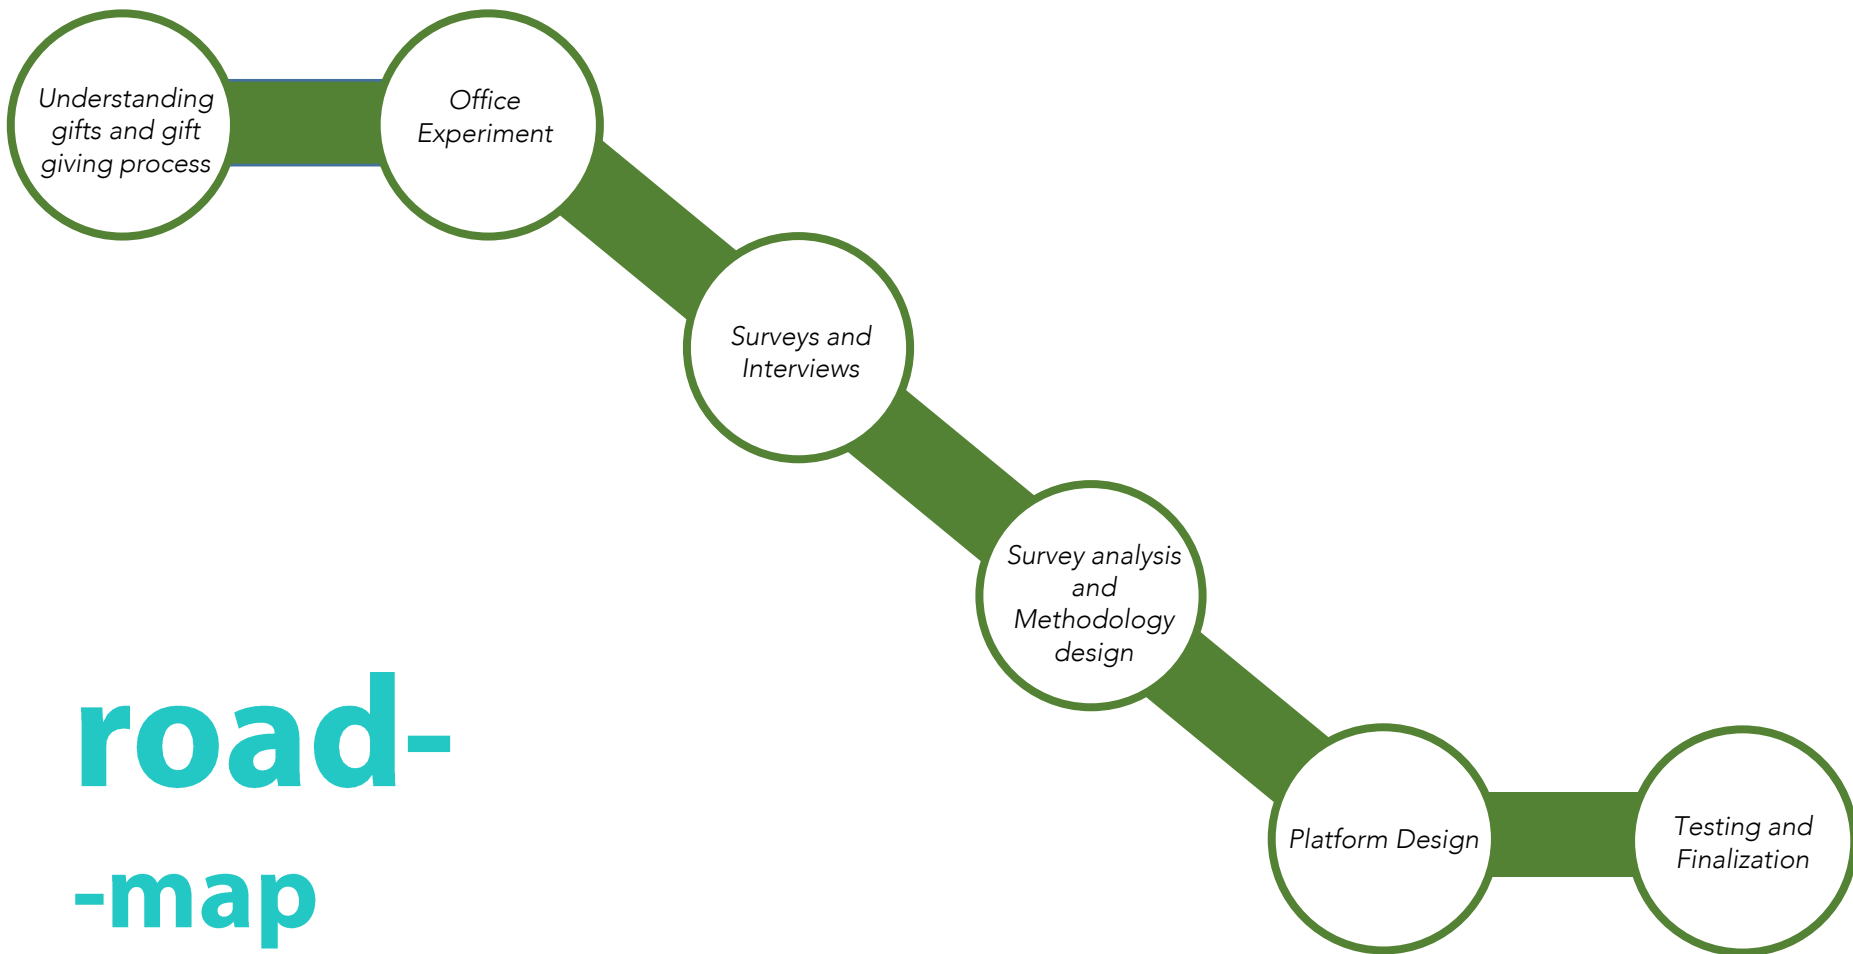 Understanding
gifts and gift
giving process
Office
Experiment
Surveys and
Interviews
Survey analysis
and
Methodology
design
Platform Design
Testing and
Finalization
road-
-map